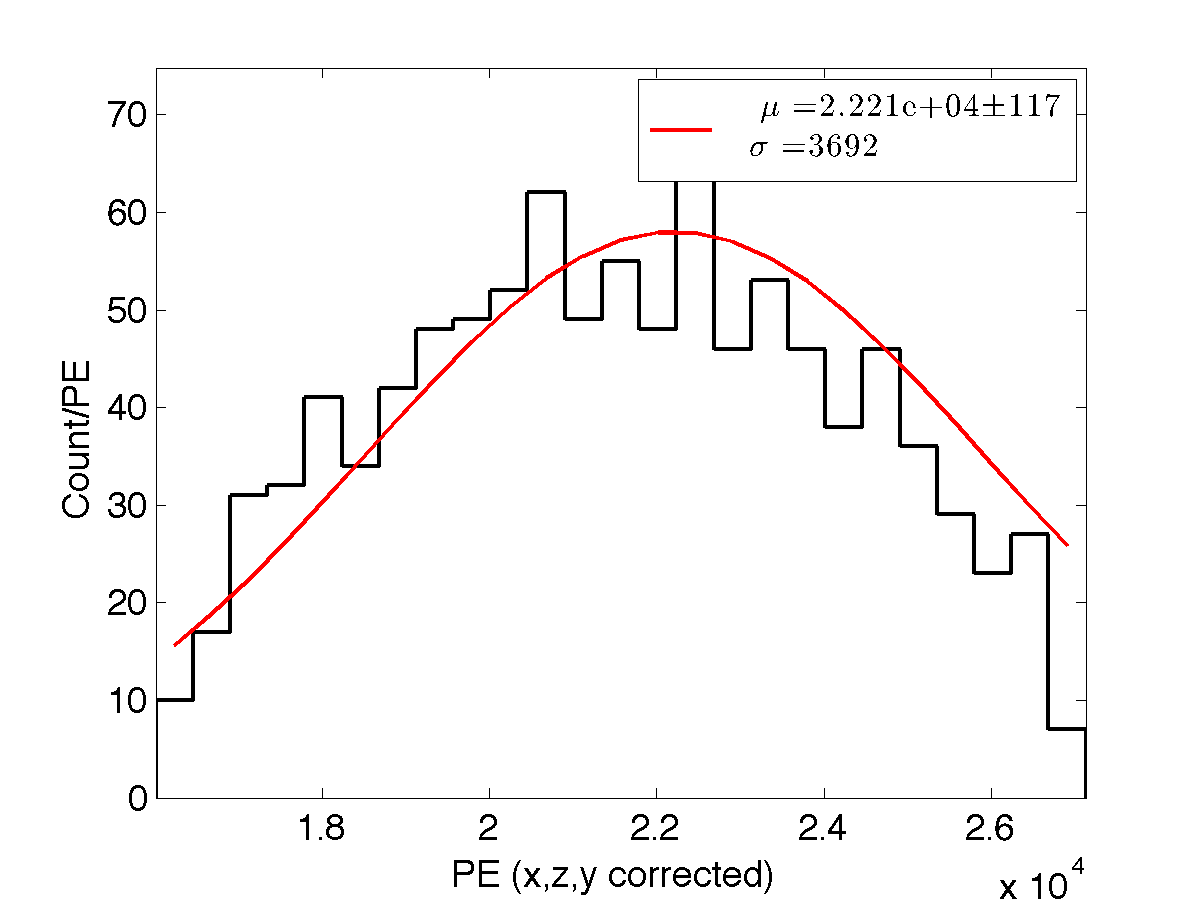 μ =2.221e+04±117
σ =3692
70
60
50
40
30
20
10
0
Count/PE
1.8 2 2.2 2.4 2.6
PE (x,z,y corrected)
x 10⁴